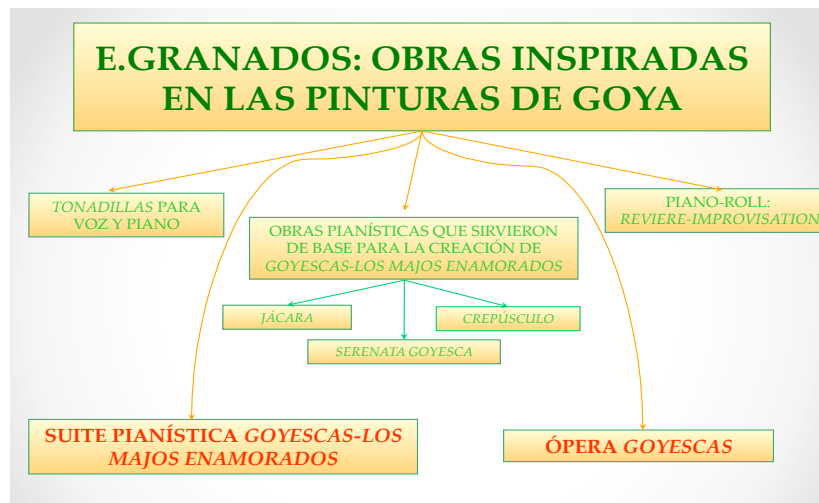 E.GRANADOS: OBRAS INSPIRADAS
EN LAS PINTURAS DE GOYA
TONADILLAS PARA
VOZ Y PIANO
OBRAS PIANÍSTICAS QUE SIRVIERON
DE BASE PARA LA CREACIÓN DE
GOYESCAS-LOS MAJOS ENAMORADOS
PIANO-ROLL:
REVIERE-IMPROVISATION
JÁCARA
CREPÚSCULO
SERENATA GOYESCA
SUITE PIANÍSTICA GOYESCAS-LOS
MAJOS ENAMORADOS
ÓPERA GOYESCAS